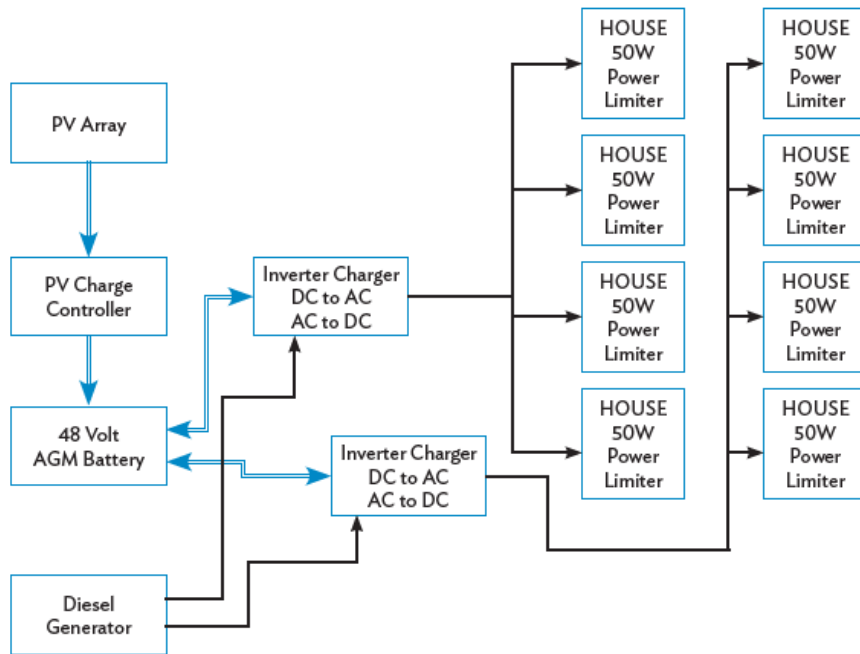 PV Array
PV Charge
Controller
48 Volt
AGM Battery
Diesel
Generator
Inverter Charger
DC to AC
AC to DC
Inverter Charger
DC to AC
AC to DC
HOUSE
50W
Power
Limiter
HOUSE
50W
Power
Limiter
HOUSE
50W
Power
Limiter
HOUSE
50W
Power
Limiter
HOUSE
50W
Power
Limiter
HOUSE
50W
Power
Limiter
HOUSE
50W
Power
Limiter
HOUSE
50W
Power
Limiter